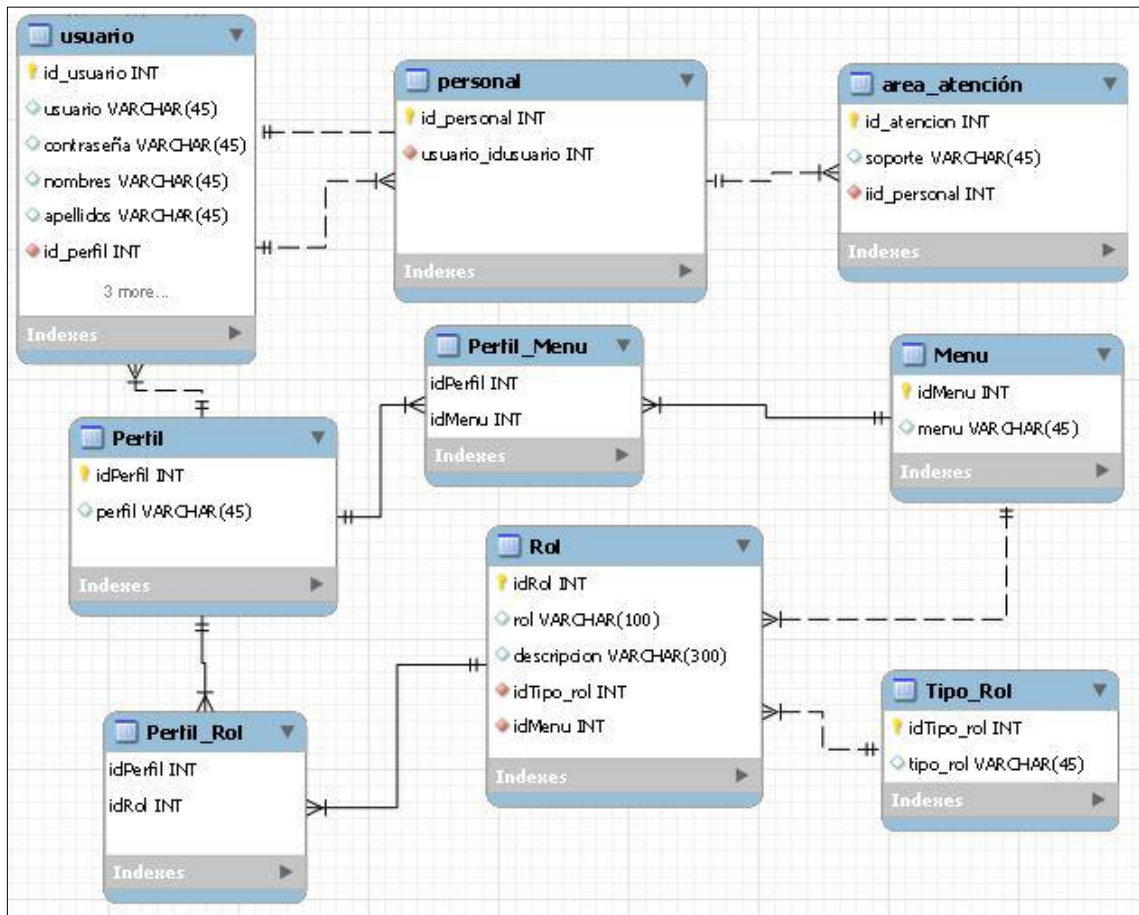 usuario
id_usuario INT
usuario VARCHAR(45)
contraseña VARCHAR(45)
nombres VARCHAR(45)
apellidos VARCHAR(45)
id_perfil INT
3 more...
Indexes
personal
id_personal INT
usuario_idusuario INT
Indexes
area_atención
id_atencion INT
soporte VARCHAR(45)
iid_personal INT
Indexes
Perfil_Menu
idPerfil INT
idMenu INT
Indexes
Menu
idMenu INT
menu VARCHAR(45)
Indexes
Perfil
idPerfil INT
perfil VARCHAR(45)
Indexes
Rol
idRol INT
rol VARCHAR(100)
descripcion VARCHAR(300)
idTipo_rol INT
idMenu INT
Indexes
Tipo_Rol
idTipo_rol INT
tipo_rol VARCHAR(45)
Indexes
Perfil_Rol
idPerfil INT
idRol INT
Indexes